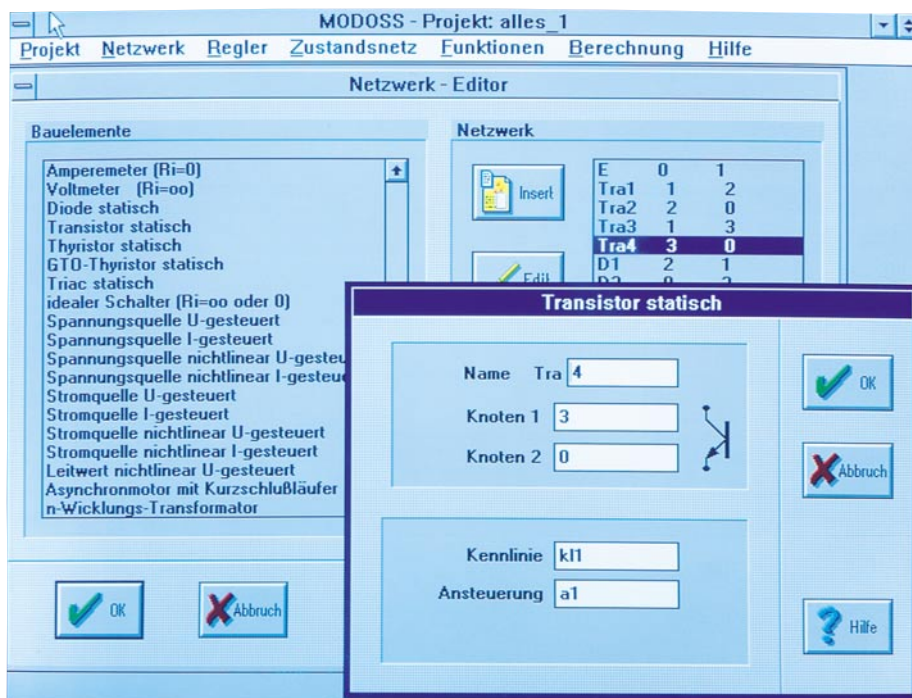 MODOSS - Projekt: alles_1
Projekt Netzwerk Regler Zustandsnetz Funktionen Berechnung Hilfe
Netzwerk - Editor
Bauelemente
Amperemeter (Ri=0)
Voltmeter (Ri=oo)
Diode statisch
Transistor statisch
Thyristor statisch
GTO-Thyristor statisch
Triac statisch
idealer Schalter (Ri=oo oder 0)
Spannungsquelle U-gesteuert
Spannungsquelle I-gesteuert
Spannungsquelle nichtlinear U-gesteu
Spannungsquelle nichtlinear I-gesteue
Stromquelle U-gesteuert
Stromquelle I-gesteuert
Stromquelle nichtlinear U-gesteuert
Stromquelle nichtlinear I-gesteuert
Leitwert nichtlinear U-gesteuert
Asynchronmotor mit Kurzschlußläufer
n-Wicklungs-Transformator
OK
Abbruch
Netzwerk
Insert
Edit
E 0 1
Tra1 1 2
Tra2 2 0
Tra3 1 3
Tra4 3 0
D1 2 1
Transistor statisch
Name Tra 4
Knoten 1 3
Knoten 2 0
Kennlinie kl1
Ansteuerung a1
OK
Abbruch
Hilfe